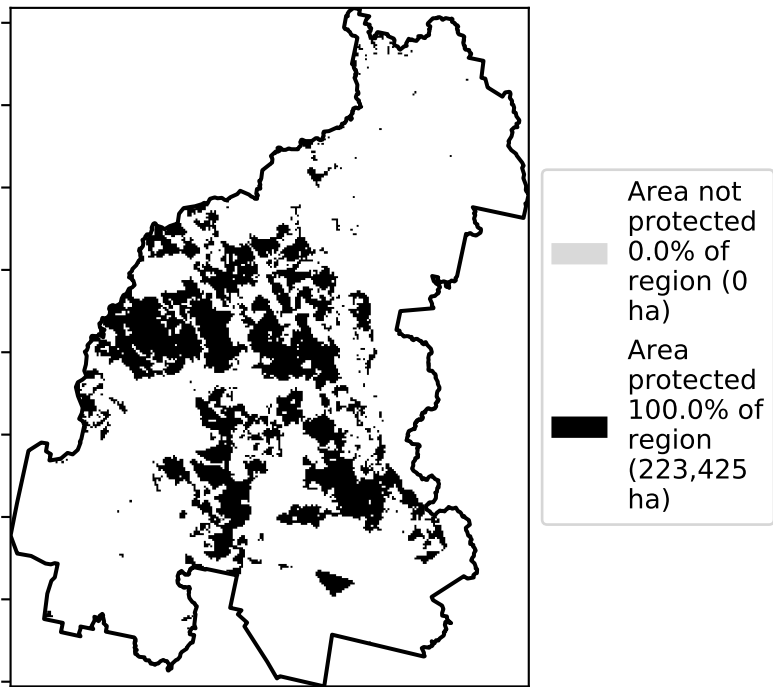 Area not
protected
0.0% of
region (0
ha)
Area
protected
100.0% of
region
(223,425
ha)